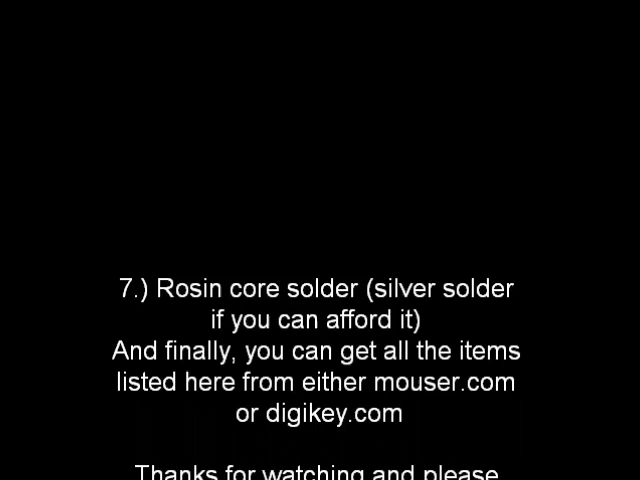 7.) Rosin core solder (silver solder
if you can afford it)
And finally, you can get all the items
listed here from either mouser.com
or digikey.com
Thanks for watching and please